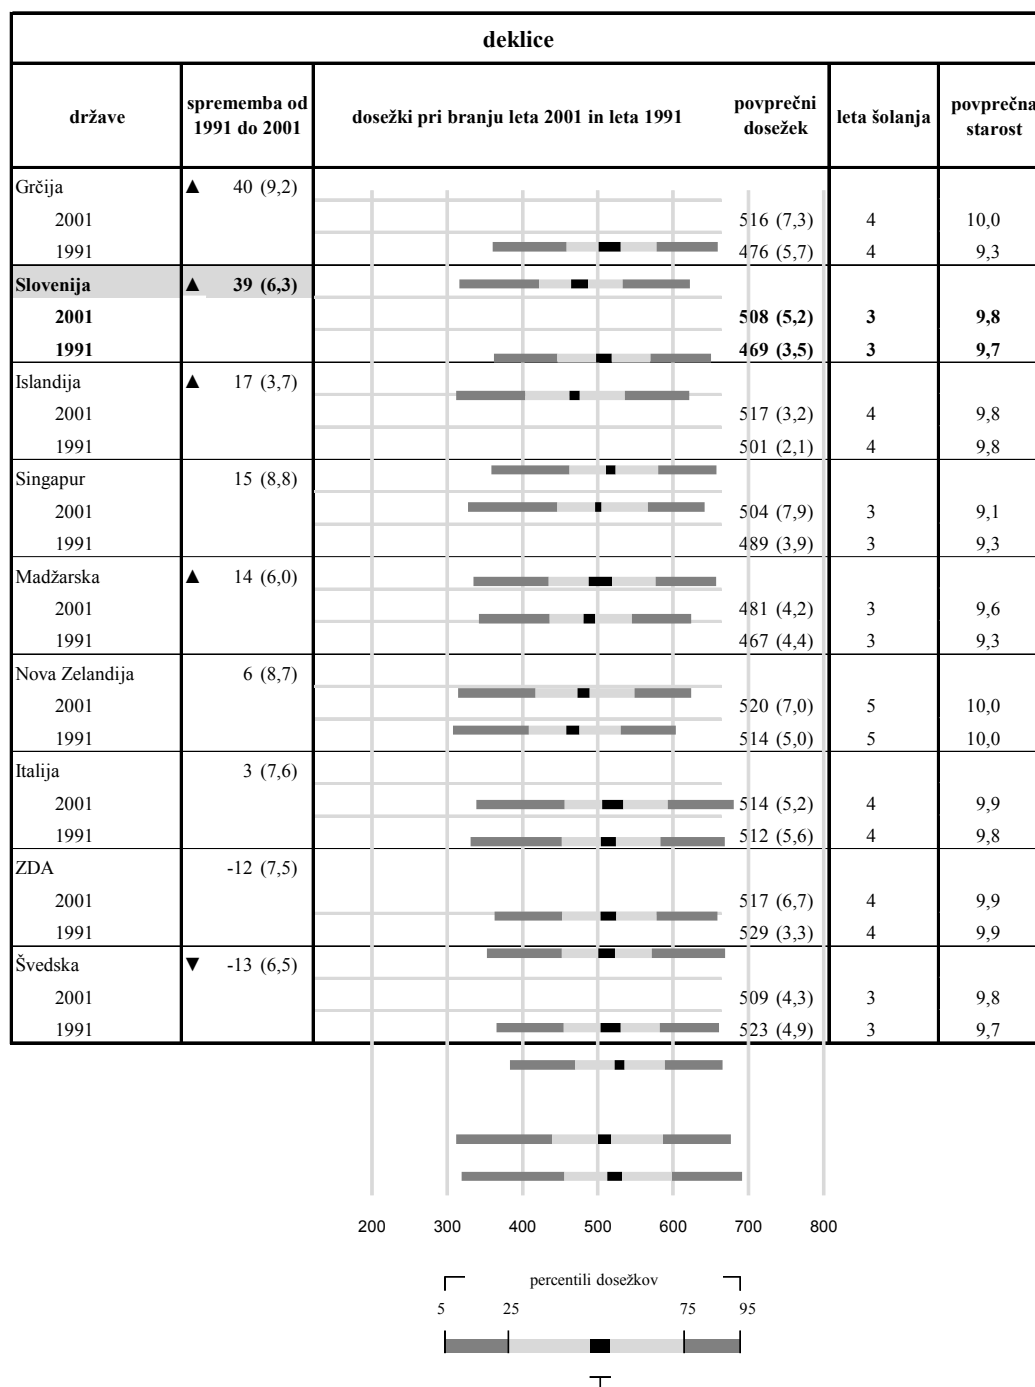 deklice
države sprememba od 1991 do 2001 dosežki pri branju leta 2001 in leta 1991 povprečni dosežek leta šolanja povprečna starost
Grčija ▲ 40 (9,2)
2001 516 (7,3) 4 10,0
1991 476 (5,7) 4 9,3
Slovenija ▲ 39 (6,3)
2001 508 (5,2) 3 9,8
1991 469 (3,5) 3 9,7
Islandija ▲ 17 (3,7)
2001 517 (3,2) 4 9,8
1991 501 (2,1) 4 9,8
Singapur 15 (8,8)
2001 504 (7,9) 3 9,1
1991 489 (3,9) 3 9,3
Madžarska ▲ 14 (6,0)
2001 481 (4,2) 3 9,6
1991 467 (4,4) 3 9,3
Nova Zelandija 6 (8,7)
2001 520 (7,0) 5 10,0
1991 514 (5,0) 5 10,0
Italija 3 (7,6)
2001 514 (5,2) 4 9,9
1991 512 (5,6) 4 9,8
ZDA -12 (7,5)
2001 517 (6,7) 4 9,9
1991 529 (3,3) 4 9,9
Švedska ▼ -13 (6,5)
2001 509 (4,3) 3 9,8
1991 523 (4,9) 3 9,7
200 300 400 500 600 700 800
percentili dosežkov
5 25 75 95